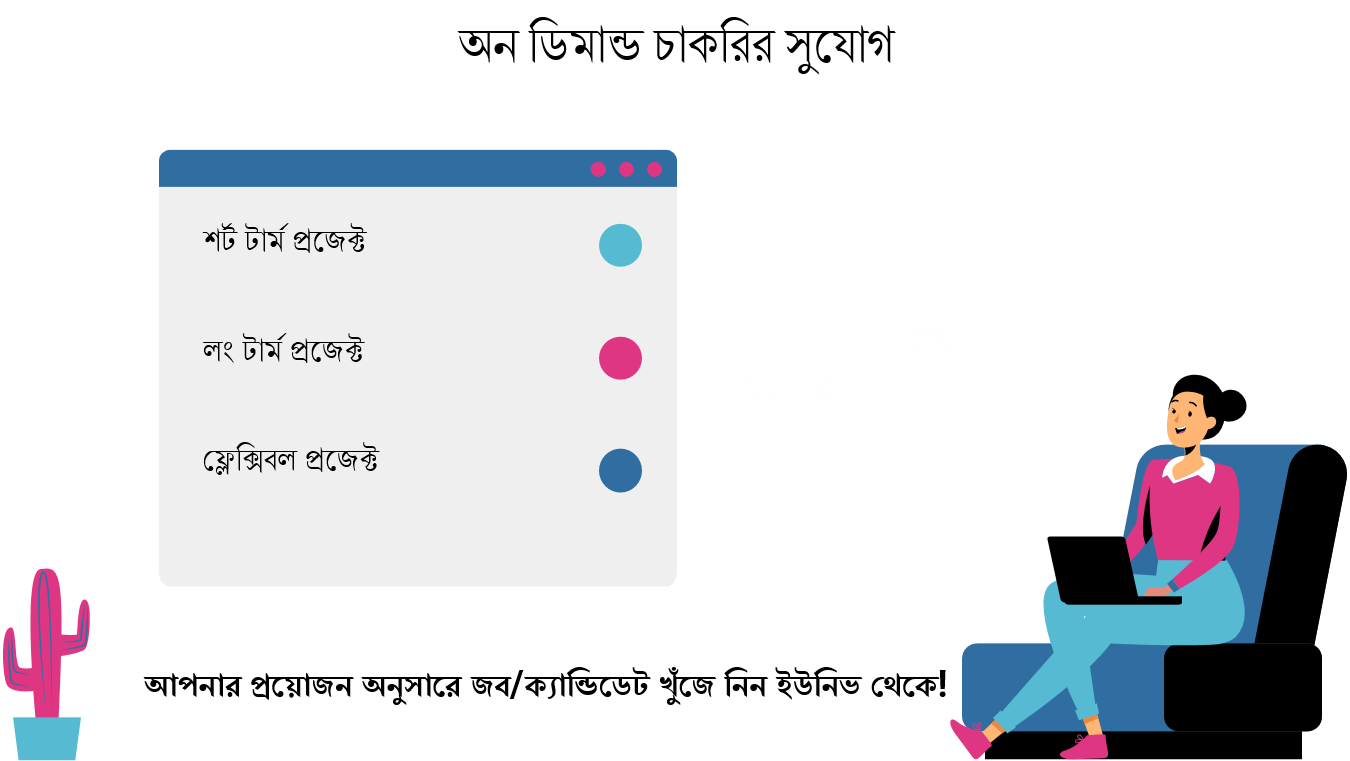 অন ডিমান্ড চাকরির সুযোগ
শর্ট টার্ম প্রজেক্ট
লং টার্ম প্রজেক্ট
ফ্লেক্সিবল প্রজেক্ট
আপনার প্রয়োজন অনুসারে জব/ক্যান্ডিডেট খুঁজে নিন ইউনিভ থেকে!